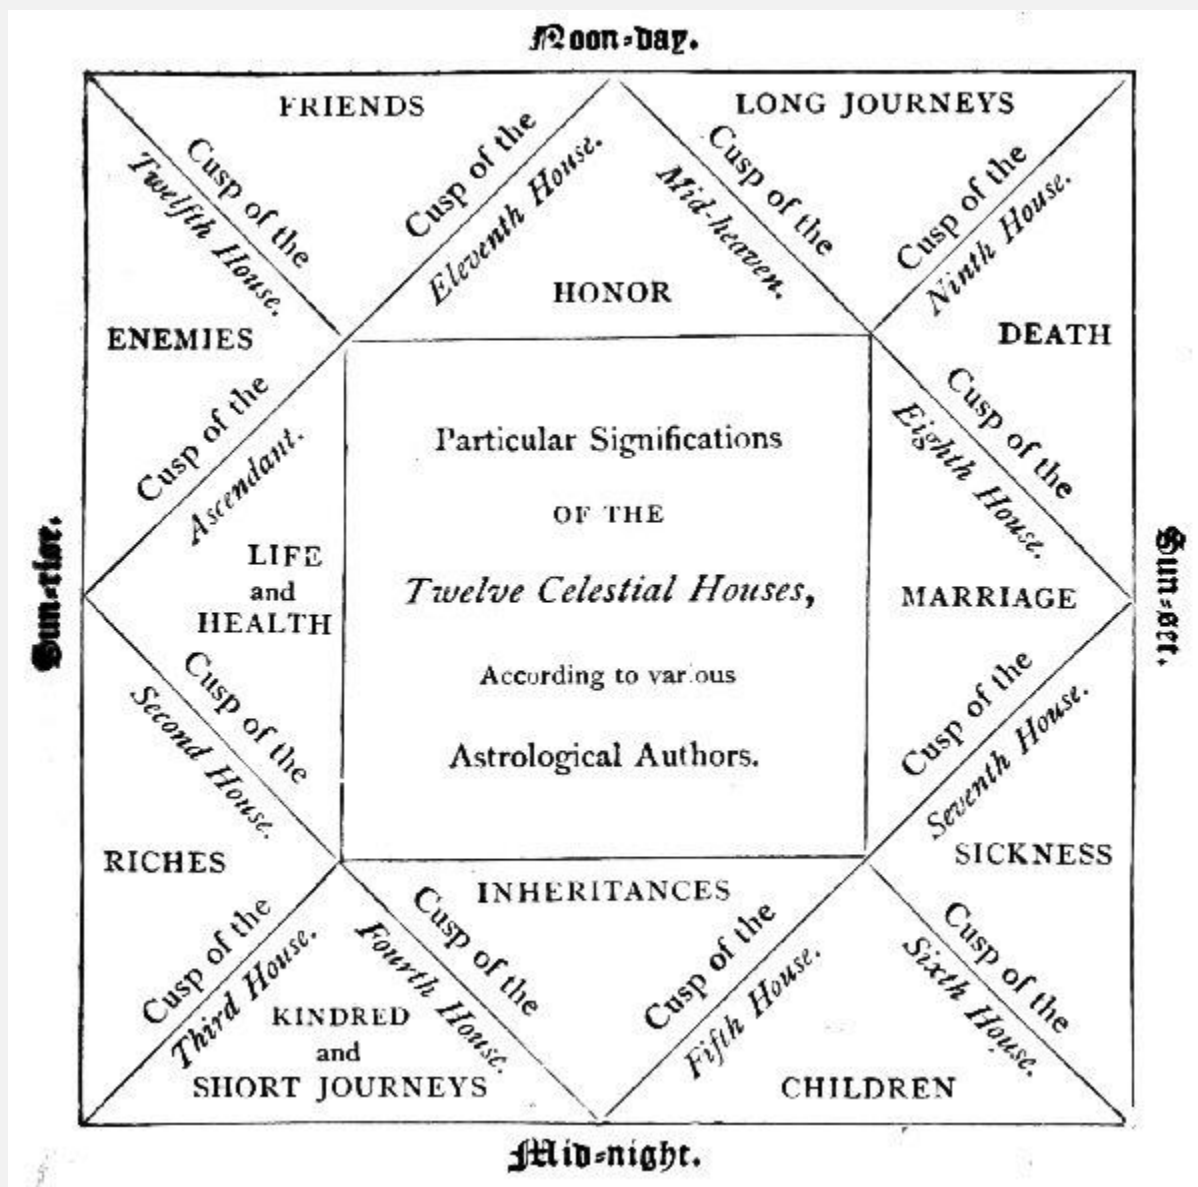 Noon-day.
FRIENDS
LONG JOURNEYS
Cusp of the
Twelfth House.
Cusp of the
Eleventh House.
Cusp of the
Mid-heaven.
Cusp of the
Ninth House.
HONOR
ENEMIES
DEATH
Cusp of the
Ascendant.
Cusp of the
Eighth House.
Particular Significations
OF THE
Twelve Celestial Houses,
According to various
Astrological Authors.
Sun-rise.
LIFE
and
HEALTH
MARRIAGE
Sun-set.
Cusp of the
Second House.
Cusp of the
Seventh House.
RICHES
SICKNESS
INHERITANCES
Cusp of the
Third House.
Cusp of the
Fourth House.
Cusp of the
Fifth House.
Cusp of the
Sixth House.
KINDRED
and
SHORT JOURNEYS
CHILDREN
Mid-night.